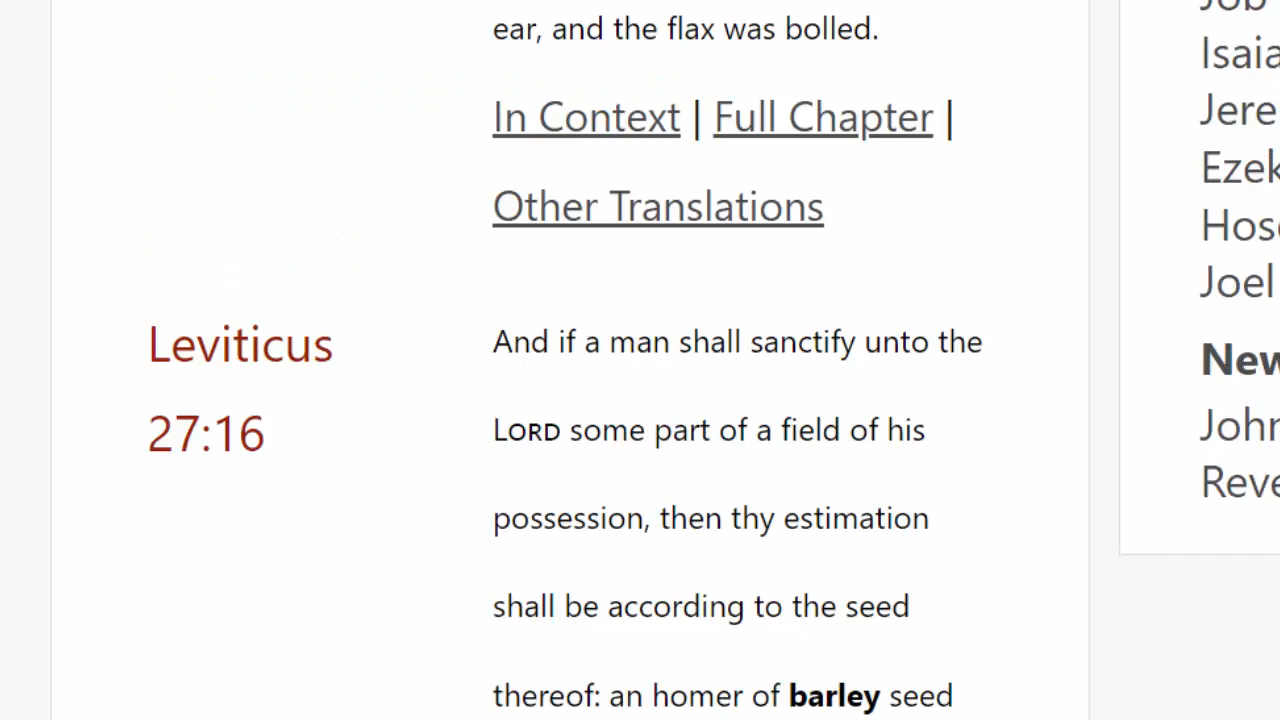 ear, and the flax was bolled.
In Context | Full Chapter |
Other Translations
Leviticus
27:16
And if a man shall sanctify unto the
LORD some part of a field of his
possession, then thy estimation
shall be according to the seed
thereof: an homer of barley seed
Isaia
Jere
Ezek
Hose
Joel
New
John
Reve